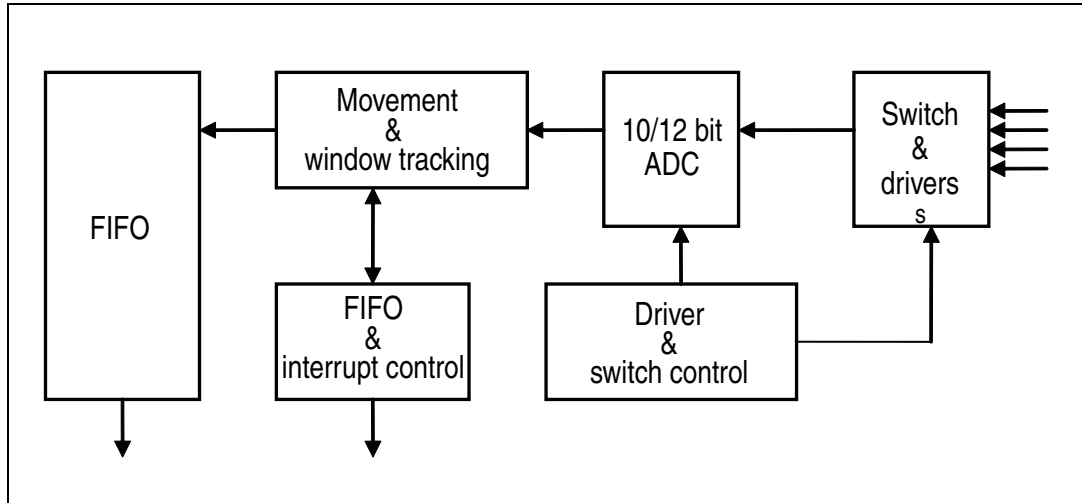 FIFO
Movement
&
window tracking
10/12 bit
ADC
Switch
&
drivers
s
FIFO
&
interrupt control
Driver
&
switch control